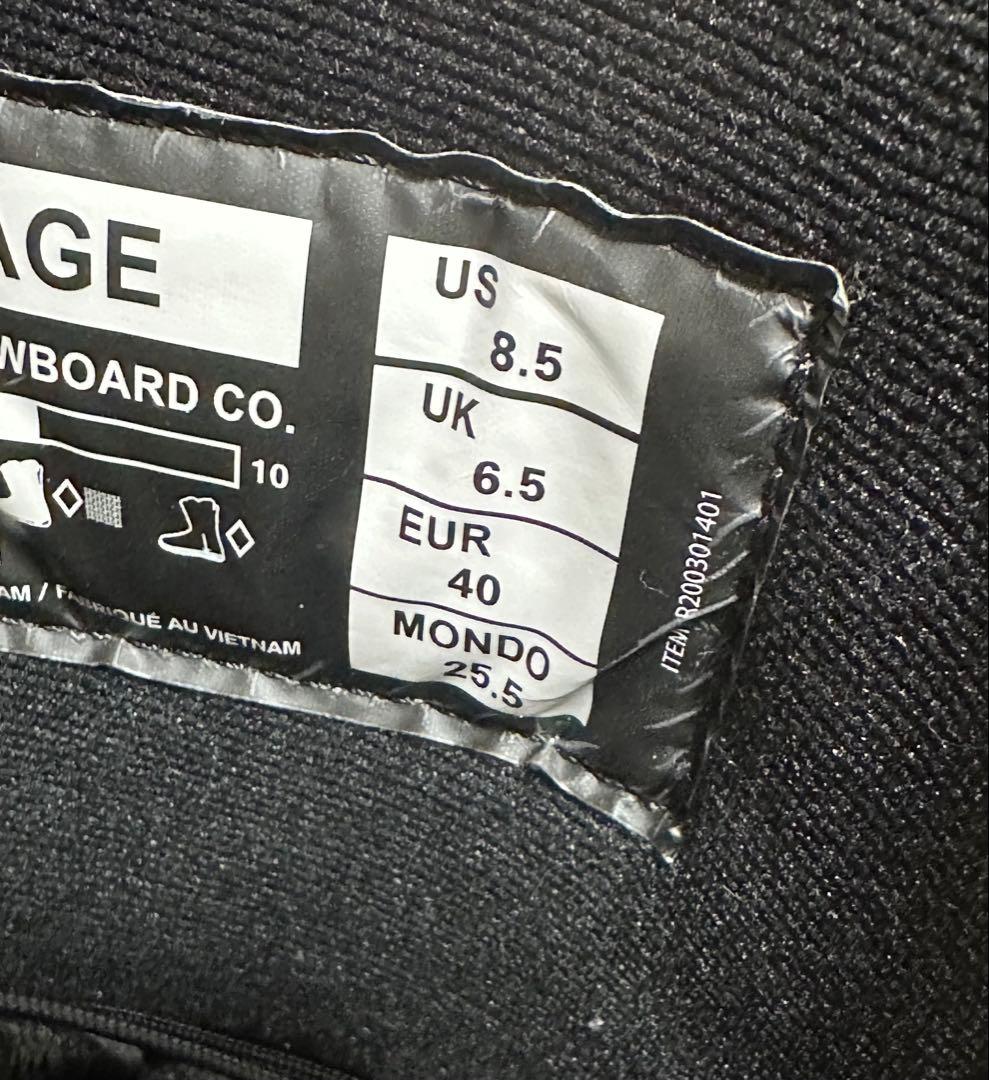 AGE
WBOARD CO.
10
AM / FABRIQUÉ AU VIETNAM
US
8.5
UK
6.5
EUR
40
MONDO
25.5
ITEM R200301401